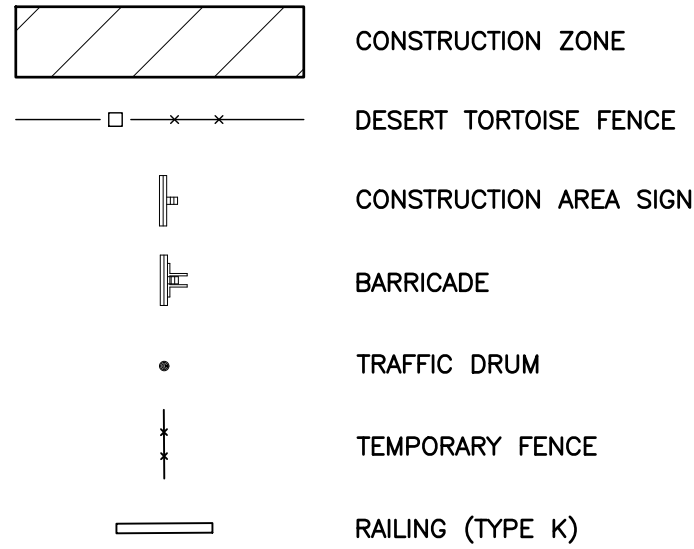 CONSTRUCTION ZONE
DESERT TORTOISE FENCE
CONSTRUCTION AREA SIGN
BARRICADE
TRAFFIC DRUM
TEMPORARY FENCE
RAILING (TYPE K)